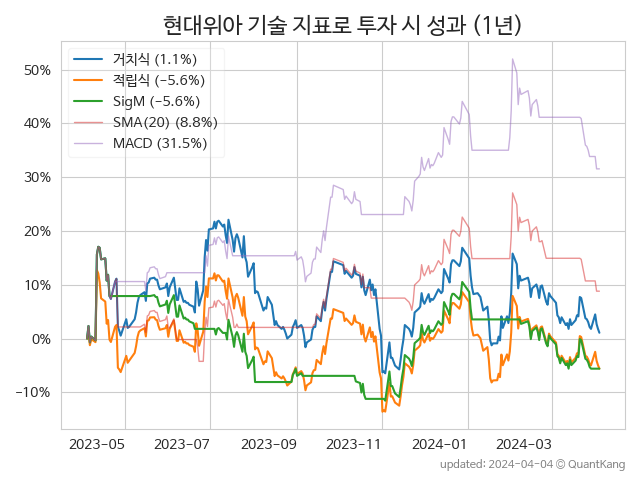 현대위아 기술 지표로 투자 시 성과 (1년)
거치식 (1.1%)
적립식 (−5.6%)
SigM (−5.6%)
SMA(20) (8.8%)
MACD (31.5%)
50%
40%
30%
20%
10%
0%
−10%
2023−05
2023−07
2023−09
2023−11
2024−01
2024−03
updated: 2024-04-04 © QuantKang